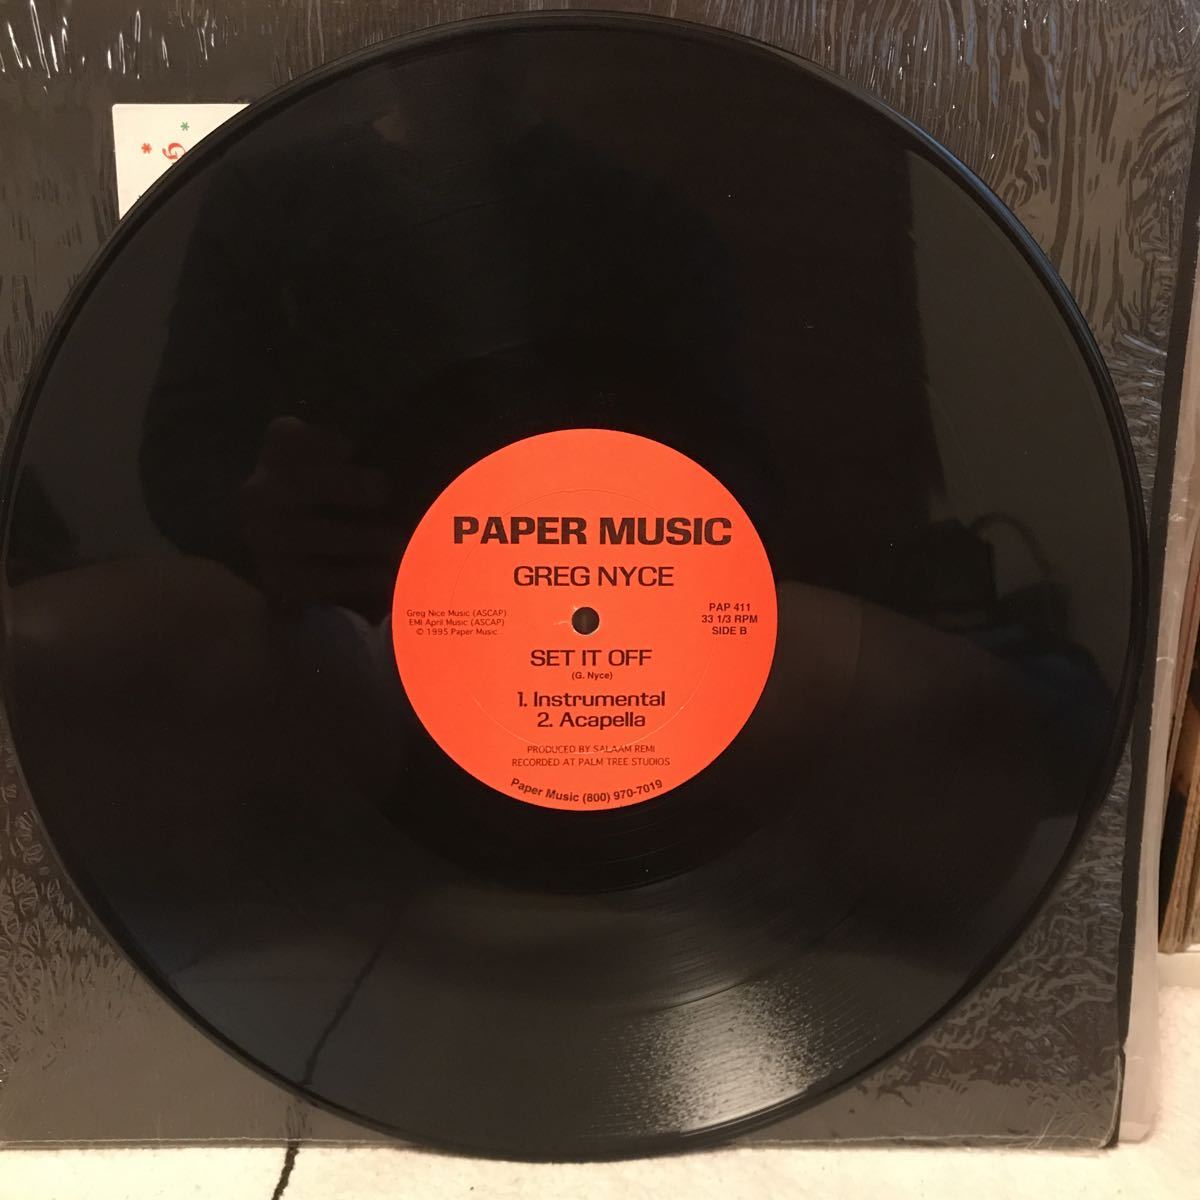 PAPER MUSIC
GREG NYCE
Greg Nice Music (ASCAP)
EMI April Music (ASCAP)
© 1995 Paper Music
PAP 411
33 1/3 RPM
SIDE B
SET IT OFF
(G. Nyce)
1. Instrumental
2. Acapella
PRODUCED BY SALAAM REMI
RECORDED AT PALM TREE STUDIOS
Paper Music (800) 970-7019